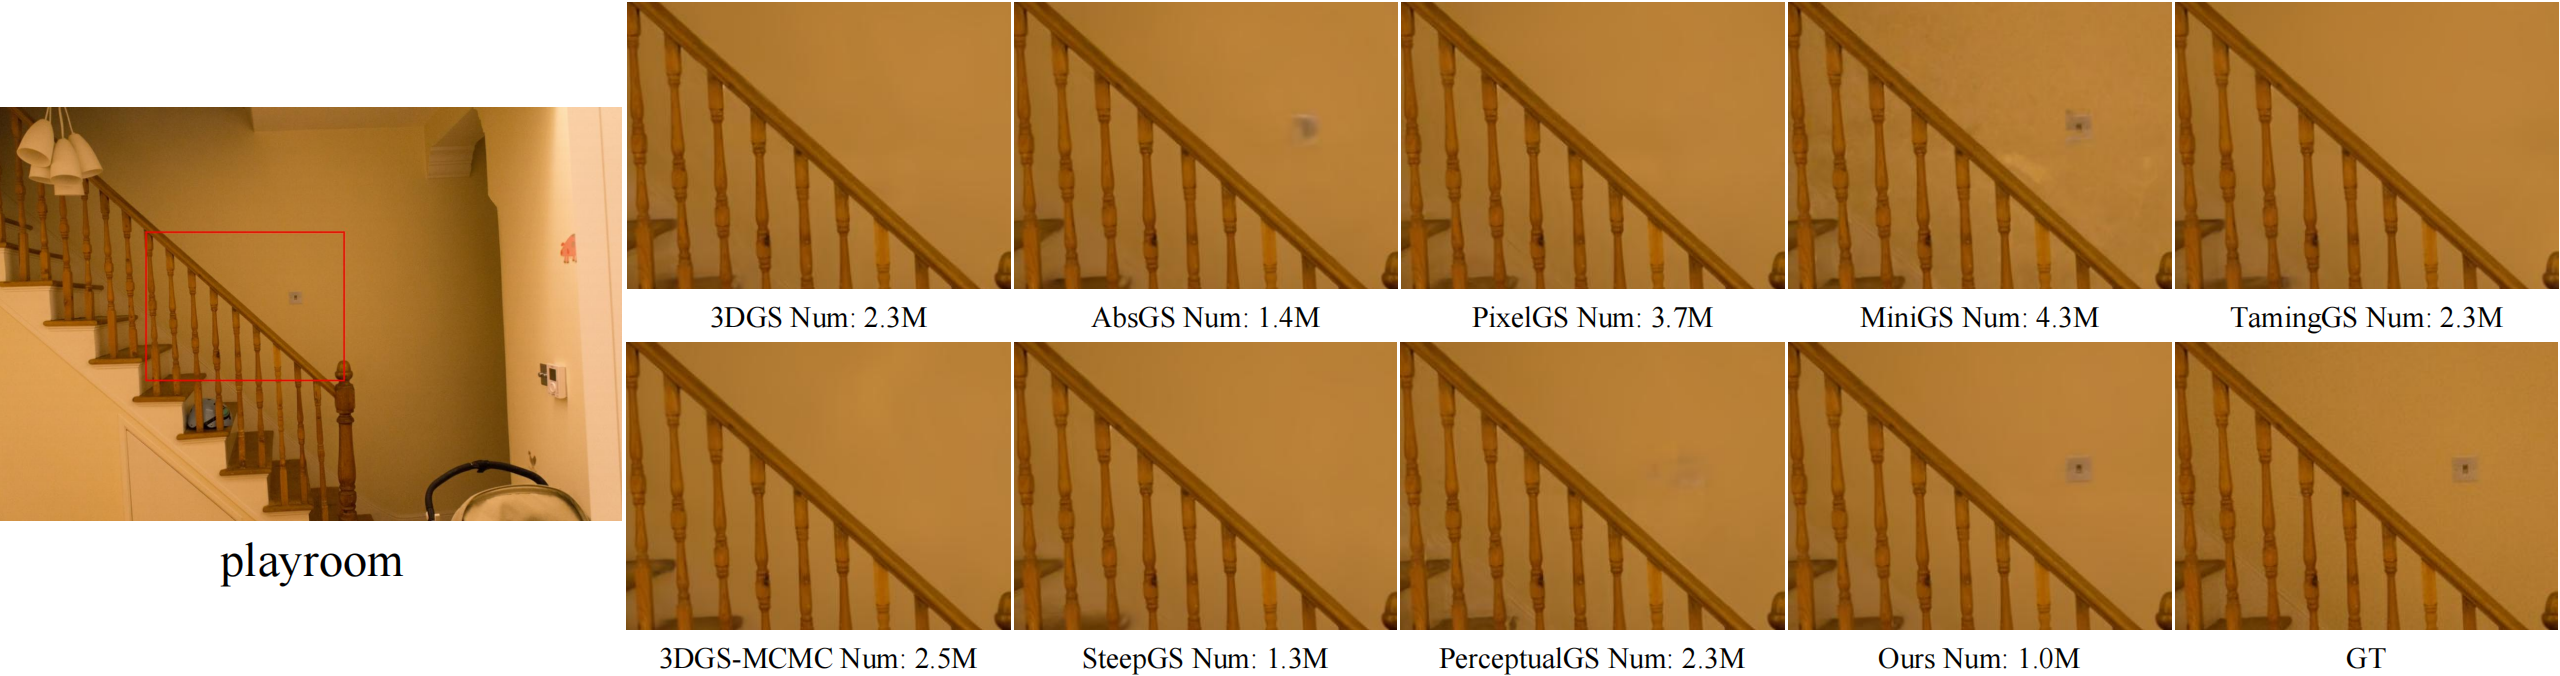 3DGS Num: 2.3M
AbsGS Num: 1.4M
PixelGS Num: 3.7M
MiniGS Num: 4.3M
TamingGS Num: 2.3M
playroom
3DGS-MCMC Num: 2.5M
SteepGS Num: 1.3M
PerceptualGS Num: 2.3M
Ours Num: 1.0M
GT